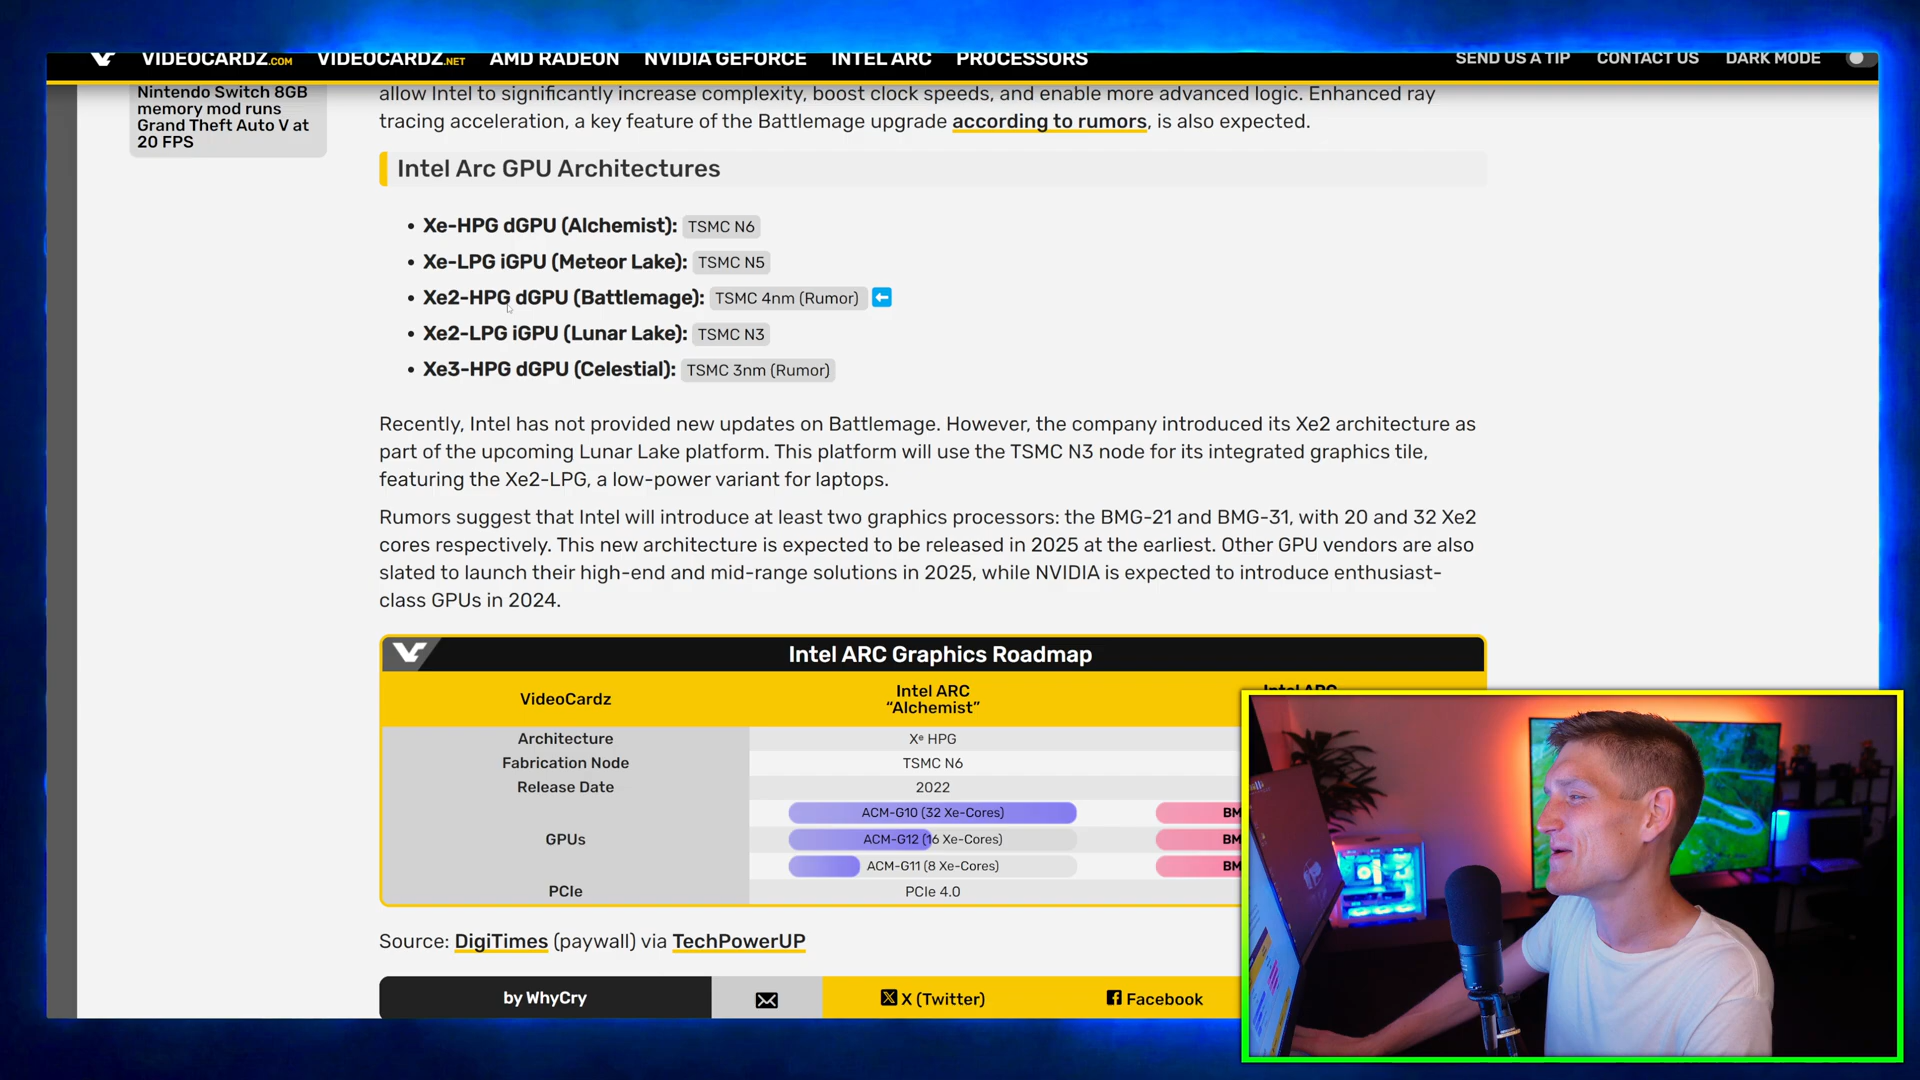 VIDEOCARDZ.COM VIDEOCARDZ.NET AMD RADEON NVIDIA GEFORCE INTEL ARC PROCESSORS SEND US A TIP CONTACT US DARK MODE
Nintendo Switch 8GB
memory mod runs
Grand Theft Auto V at
20 FPS
allow Intel to significantly increase complexity, boost clock speeds, and enable more advanced logic. Enhanced ray
tracing acceleration, a key feature of the Battlemage upgrade according to rumors, is also expected.
Intel Arc GPU Architectures
• Xe-HPG dGPU (Alchemist): TSMC N6
• Xe-LPG iGPU (Meteor Lake): TSMC N5
• Xe2-HPG dGPU (Battlemage): TSMC 4nm (Rumor)
• Xe2-LPG iGPU (Lunar Lake): TSMC N3
• Xe3-HPG dGPU (Celestial): TSMC 3nm (Rumor)
Recently, Intel has not provided new updates on Battlemage. However, the company introduced its Xe2 architecture as
part of the upcoming Lunar Lake platform. This platform will use the TSMC N3 node for its integrated graphics tile,
featuring the Xe2-LPG, a low-power variant for laptops.
Rumors suggest that Intel will introduce at least two graphics processors: the BMG-21 and BMG-31, with 20 and 32 Xe2
cores respectively. This new architecture is expected to be released in 2025 at the earliest. Other GPU vendors are also
slated to launch their high-end and mid-range solutions in 2025, while NVIDIA is expected to introduce enthusiast-
class GPUs in 2024.
Intel ARC Graphics Roadmap
VideoCardz
Intel ARC
"Alchemist"
Intel ARC
Architecture Xᵉ HPG
Fabrication Node TSMC N6
Release Date 2022
GPUs
ACM-G10 (32 Xe-Cores) BM
ACM-G12 (16 Xe-Cores) BM
ACM-G11 (8 Xe-Cores) BM
PCIe PCIe 4.0
Source: DigiTimes (paywall) via TechPowerUP
by WhyCry X (Twitter) Facebook